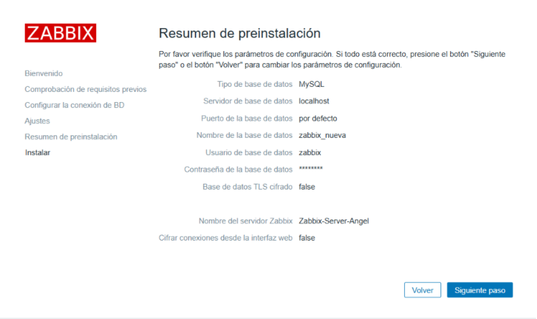 ZABBIX
Resumen de preinstalación
Por favor verifique los parámetros de configuración. Si todo está correcto, presione el botón "Siguiente
paso" o el botón "Volver" para cambiar los parámetros de configuración.
Bienvenido
Comprobación de requisitos previos
Configurar la conexión de BD
Ajustes
Resumen de preinstalación
Instalar
Tipo de base de datos MySQL
Servidor de base de datos localhost
Puerto de la base de datos por defecto
Nombre de la base de datos zabbix_nueva
Usuario de base de datos zabbix
Contraseña de la base de datos ********
Base de datos TLS cifrado false
Nombre del servidor Zabbix Zabbix-Server-Angel
Cifrar conexiones desde la interfaz web false
Volver Siguiente paso